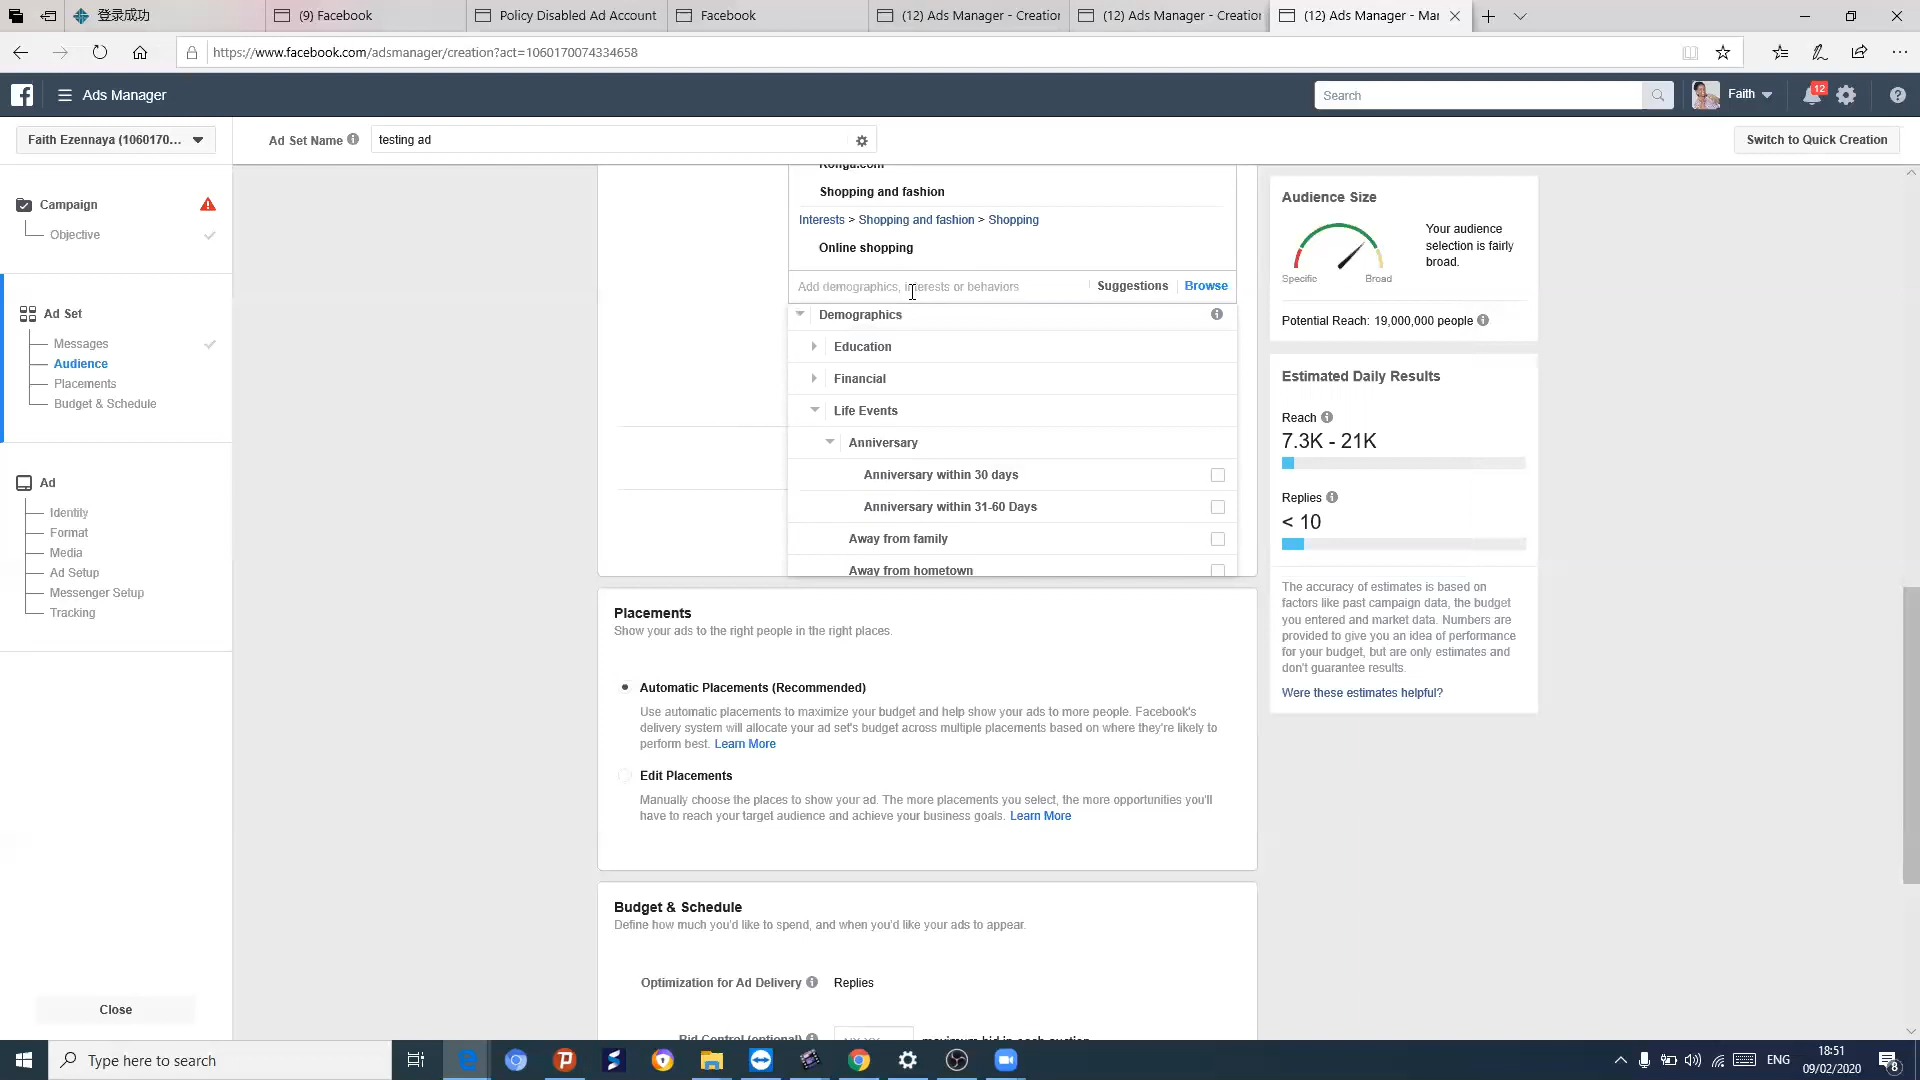 登录成功
(9) Facebook
Policy Disabled Ad Account
Facebook
(12) Ads Manager - Creation
(12) Ads Manager - Creation
(12) Ads Manager - Mar
https://www.facebook.com/adsmanager/creation?act=1060170074334658
Ads Manager
Search
Faith
12
Faith Ezennaya (1060170...
Ad Set Name
testing ad
Switch to Quick Creation
Campaign
Objective
Ad Set
Messages
Audience
Placements
Budget & Schedule
Ad
Identity
Format
Media
Ad Setup
Messenger Setup
Tracking
Close
Konga.com
Shopping and fashion
Interests > Shopping and fashion > Shopping
Online shopping
Add demographics, interests or behaviors
Suggestions
Browse
Demographics
Education
Financial
Life Events
Anniversary
Anniversary within 30 days
Anniversary within 31-60 Days
Away from family
Away from hometown
Placements
Show your ads to the right people in the right places.
Automatic Placements (Recommended)
Use automatic placements to maximize your budget and help show your ads to more people. Facebook's
delivery system will allocate your ad set's budget across multiple placements based on where they're likely to
perform best. Learn More
Edit Placements
Manually choose the places to show your ad. The more placements you select, the more opportunities you'll
have to reach your target audience and achieve your business goals. Learn More
Budget & Schedule
Define how much you'd like to spend, and when you'd like your ads to appear.
Optimization for Ad Delivery
Replies
Bid Control (optional)
maximum bid in each auction
Audience Size
Your audience
selection is fairly
broad.
Specific
Broad
Potential Reach: 19,000,000 people
Estimated Daily Results
Reach
7.3K - 21K
Replies
< 10
The accuracy of estimates is based on
factors like past campaign data, the budget
you entered and market data. Numbers are
provided to give you an idea of performance
for your budget, but are only estimates and
don't guarantee results.
Were these estimates helpful?
Type here to search
ENG
18:51
09/02/2020
8